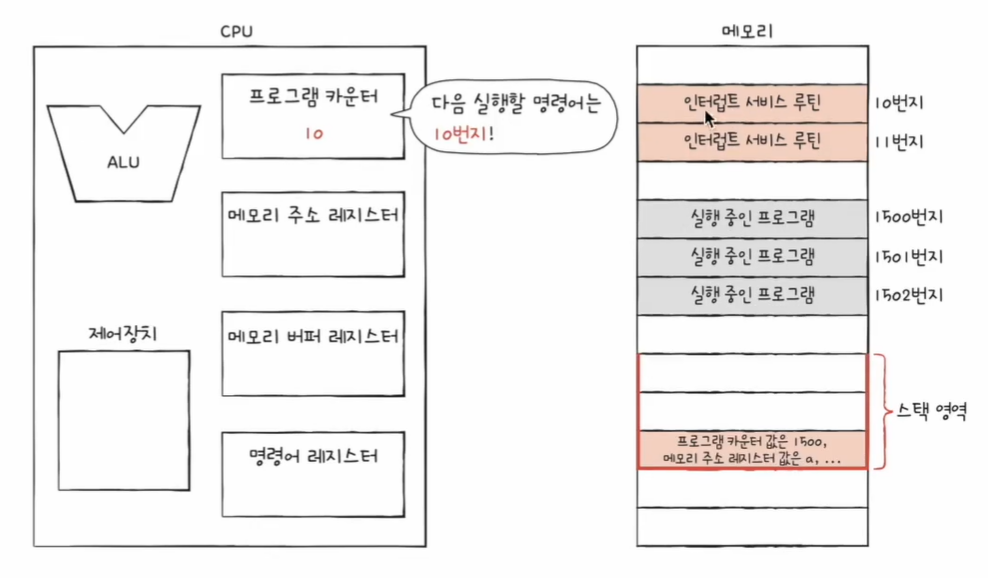 CPU
프로그램 카운터
10
다음 실행할 명령어는
10번지!
ALU
메모리 주소 레지스터
제어장치
메모리 버퍼 레지스터
명령어 레지스터
메모리
인터럽트 서비스 루틴
10번지
인터럽트 서비스 루틴
11번지
실행 중인 프로그램
1500번지
실행 중인 프로그램
1501번지
실행 중인 프로그램
1502번지
스택 영역
프로그램 카운터 값은 1500,
메모리 주소 레지스터 값은 a, ...